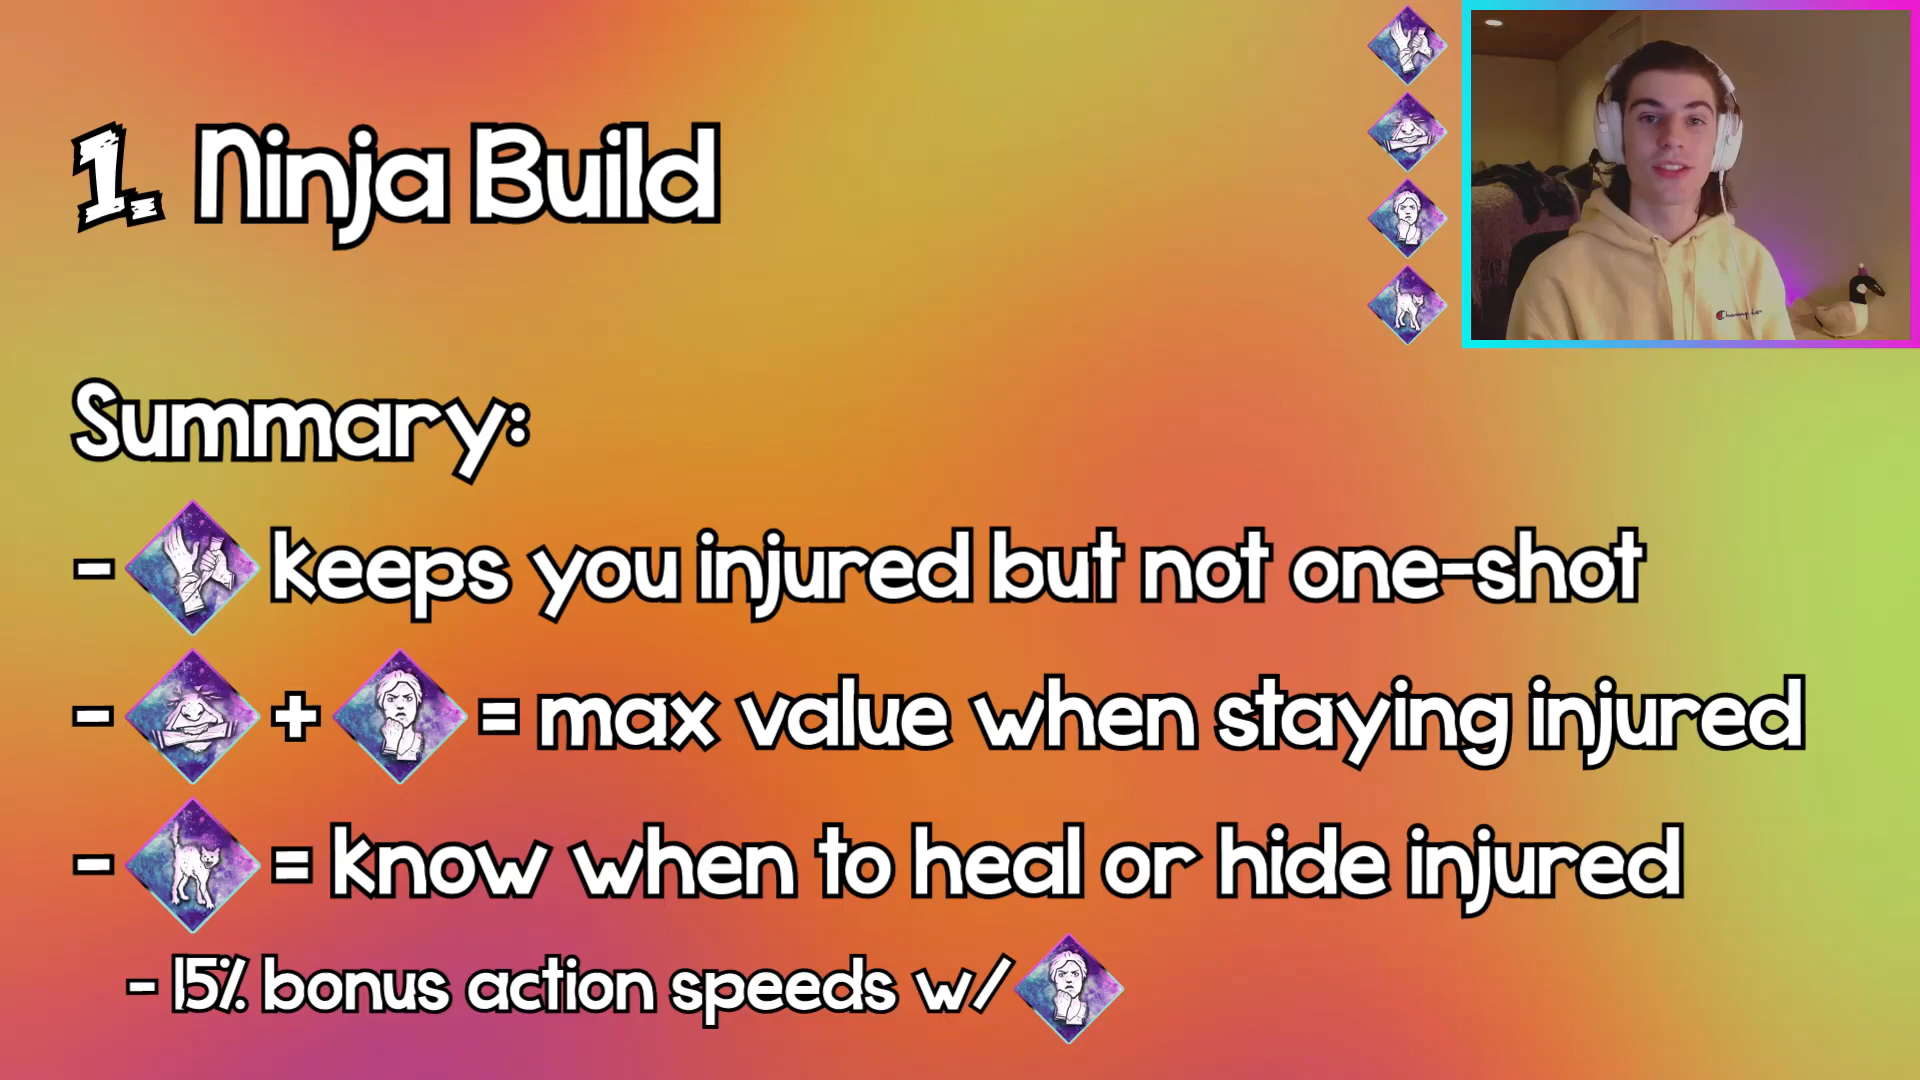 1. Ninja Build
Champion
Summary:
- keeps you injured but not one-shot
- + = max value when staying injured
- = know when to heal or hide injured
- 15% bonus action speeds w/